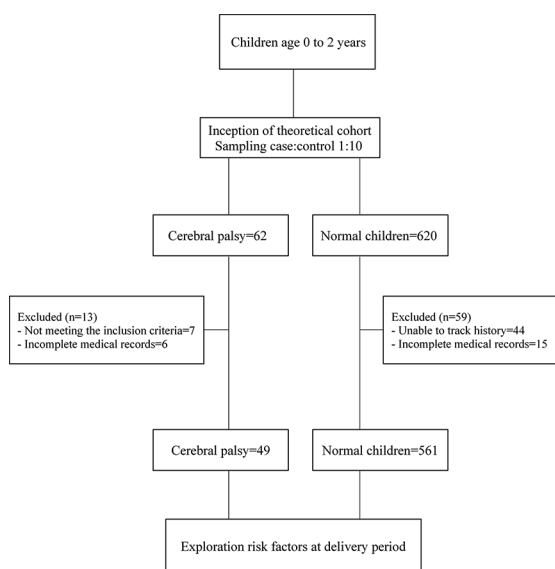 Children age 0 to 2 years
Inception of theoretical cohort
Sampling case:control 1:10
Cerebral palsy=62
Normal children=620
Excluded (n=13)
- Not meeting the inclusion criteria=7
- Incomplete medical records=6
Excluded (n=59)
- Unable to track history=44
- Incomplete medical records=15
Cerebral palsy=49
Normal children=561
Exploration risk factors at delivery period